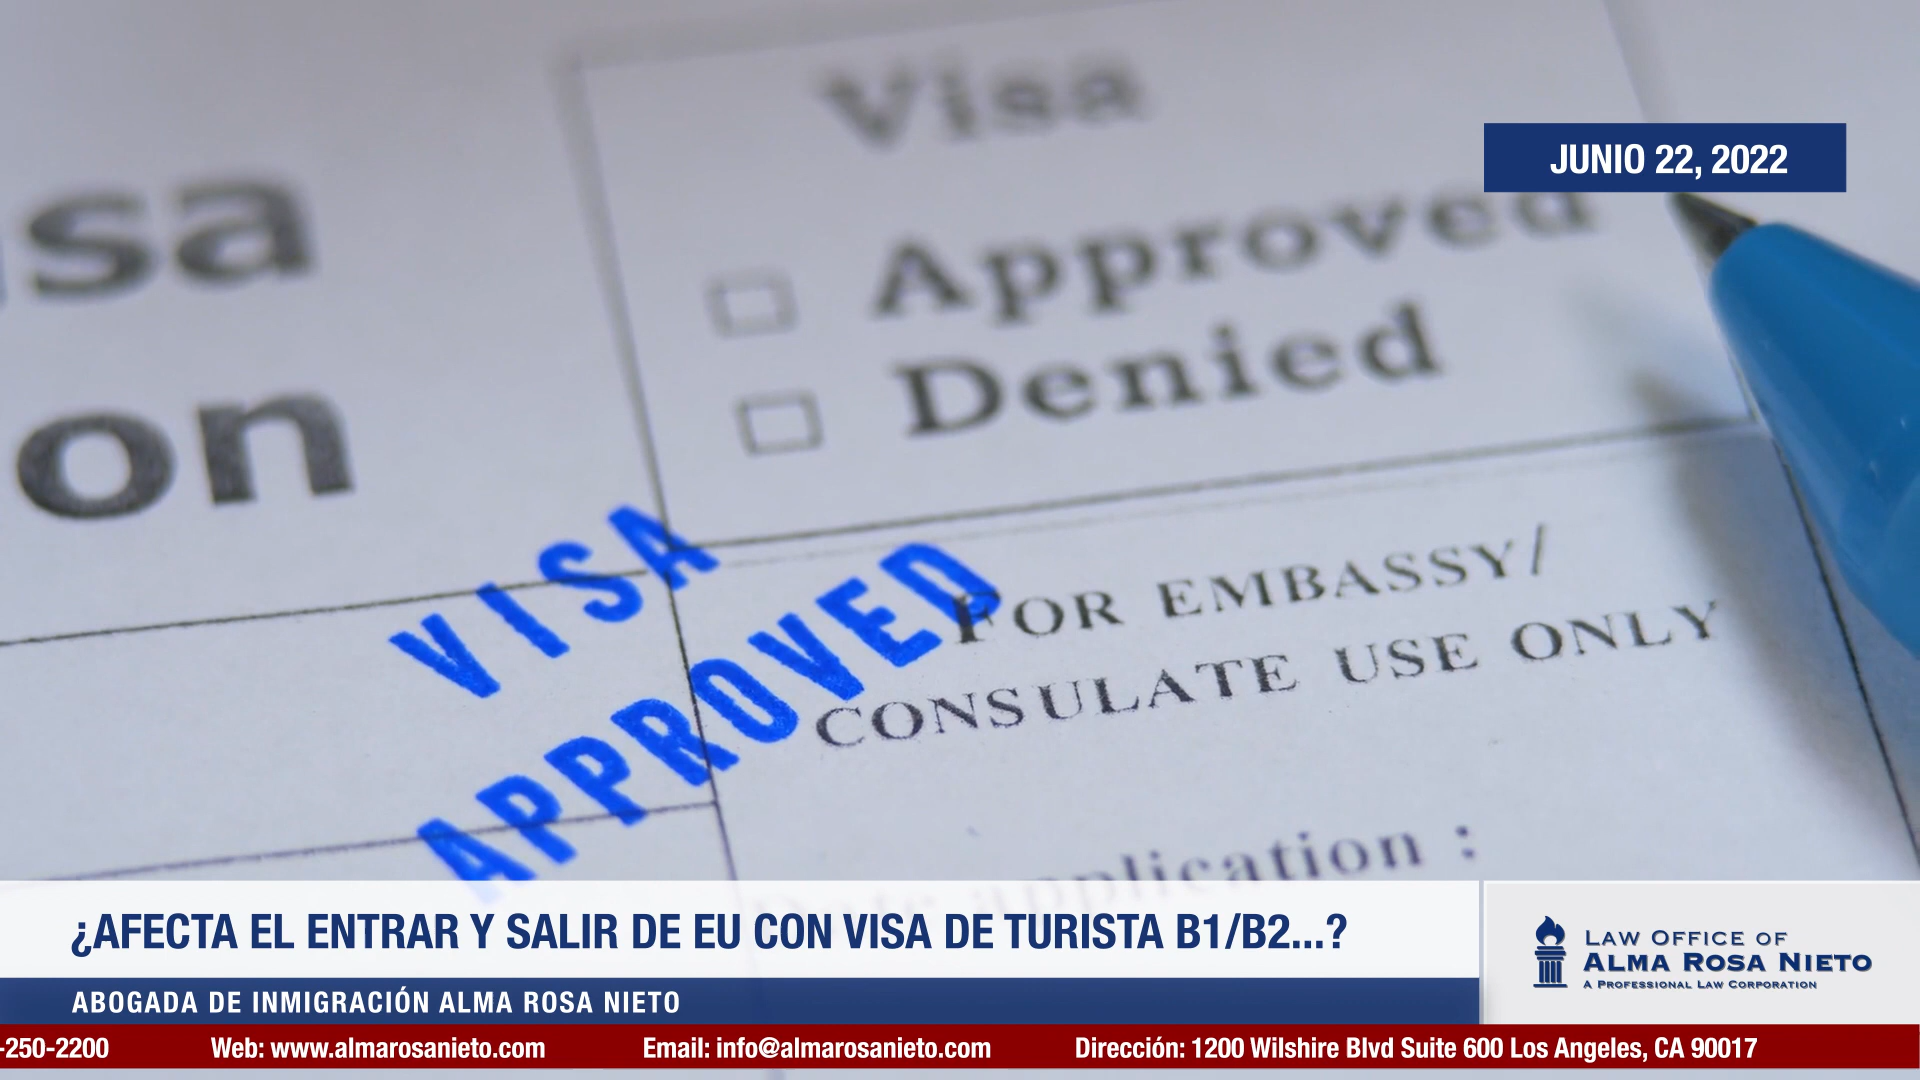 Visa
JUNIO 22, 2022
sa
Approved
on
Denied
VISA
APPROVED
FOR EMBASSY/
CONSULATE USE ONLY
Date application :
¿AFECTA EL ENTRAR Y SALIR DE EU CON VISA DE TURISTA B1/B2...?
ABOGADA DE INMIGRACIÓN ALMA ROSA NIETO
LAW OFFICE OF
ALMA ROSA NIETO
A PROFESSIONAL LAW CORPORATION
-250-2200 Web: www.almarosanieto.com Email: info@almarosanieto.com Dirección: 1200 Wilshire Blvd Suite 600 Los Angeles, CA 90017